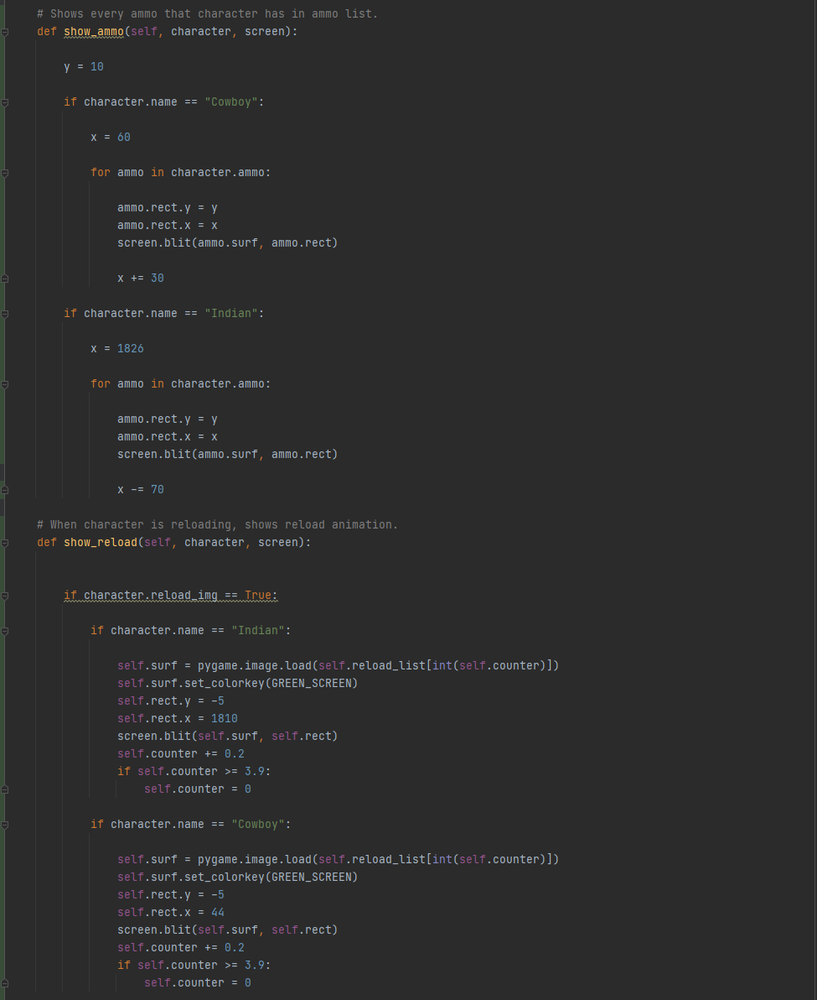 # Shows every ammo that character has in ammo list.
def show_ammo(self, character, screen):
y = 10
if character.name == "Cowboy":
x = 60
for ammo in character.ammo:
ammo.rect.y = y
ammo.rect.x = x
screen.blit(ammo.surf, ammo.rect)
x += 30
if character.name == "Indian":
x = 1826
for ammo in character.ammo:
ammo.rect.y = y
ammo.rect.x = x
screen.blit(ammo.surf, ammo.rect)
x -= 70
# When character is reloading, shows reload animation.
def show_reload(self, character, screen):
if character.reload_img == True:
if character.name == "Indian":
self.surf = pygame.image.load(self.reload_list[int(self.counter)])
self.surf.set_colorkey(GREEN_SCREEN)
self.rect.y = -5
self.rect.x = 1810
screen.blit(self.surf, self.rect)
self.counter += 0.2
if self.counter >= 3.9:
self.counter = 0
if character.name == "Cowboy":
self.surf = pygame.image.load(self.reload_list[int(self.counter)])
self.surf.set_colorkey(GREEN_SCREEN)
self.rect.y = -5
self.rect.x = 44
screen.blit(self.surf, self.rect)
self.counter += 0.2
if self.counter >= 3.9:
self.counter = 0